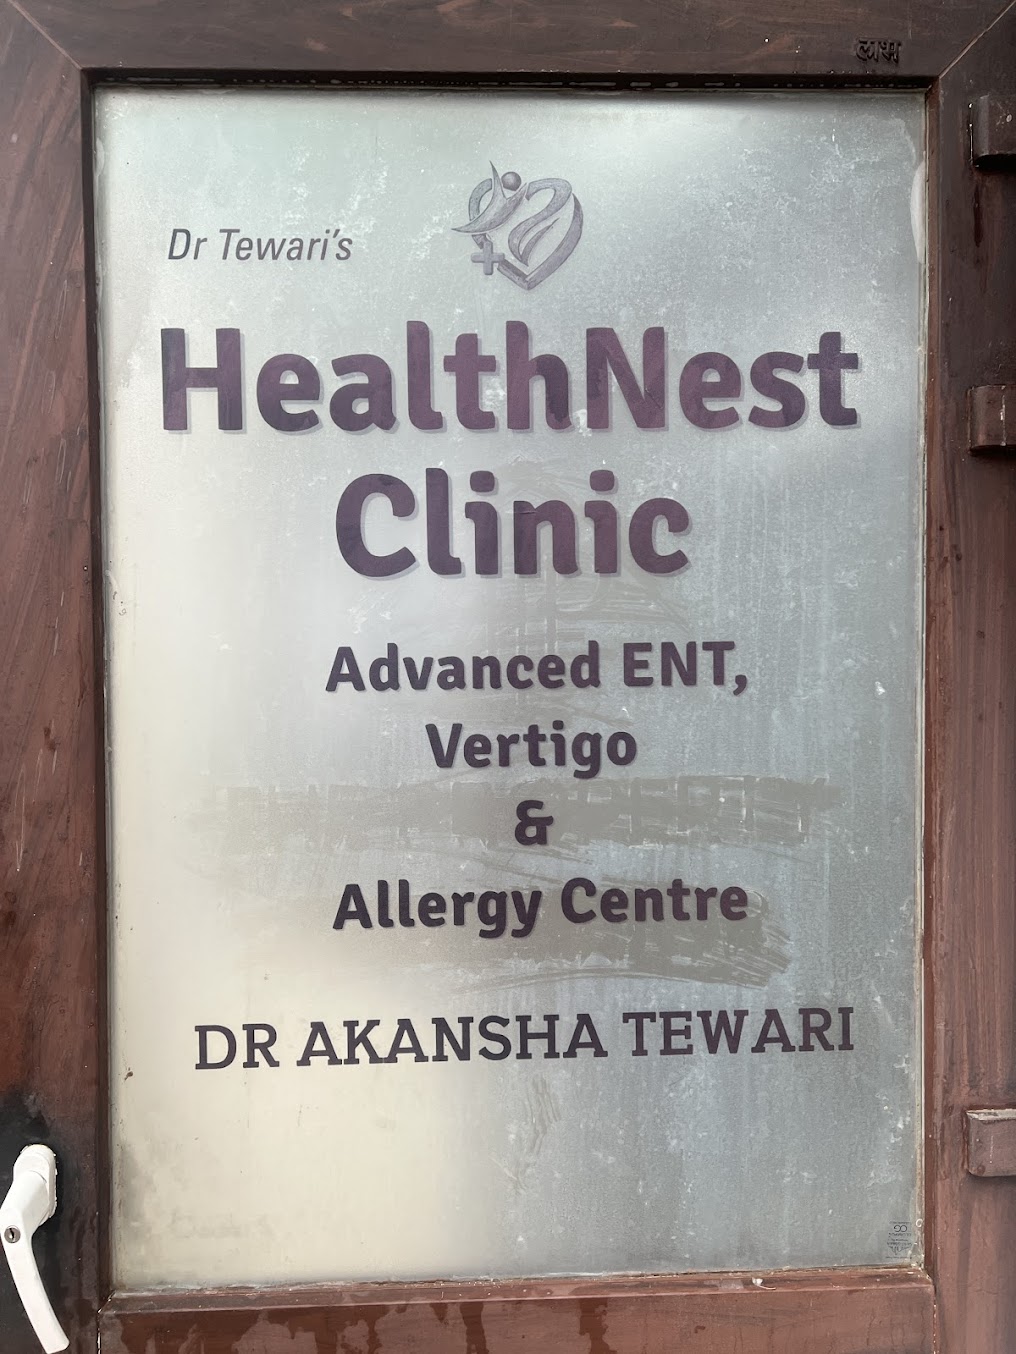 लाभ
Dr Tewari's
HealthNest
Clinic
Advanced ENT,
Vertigo
&
Allergy Centre
DR AKANSHA TEWARI